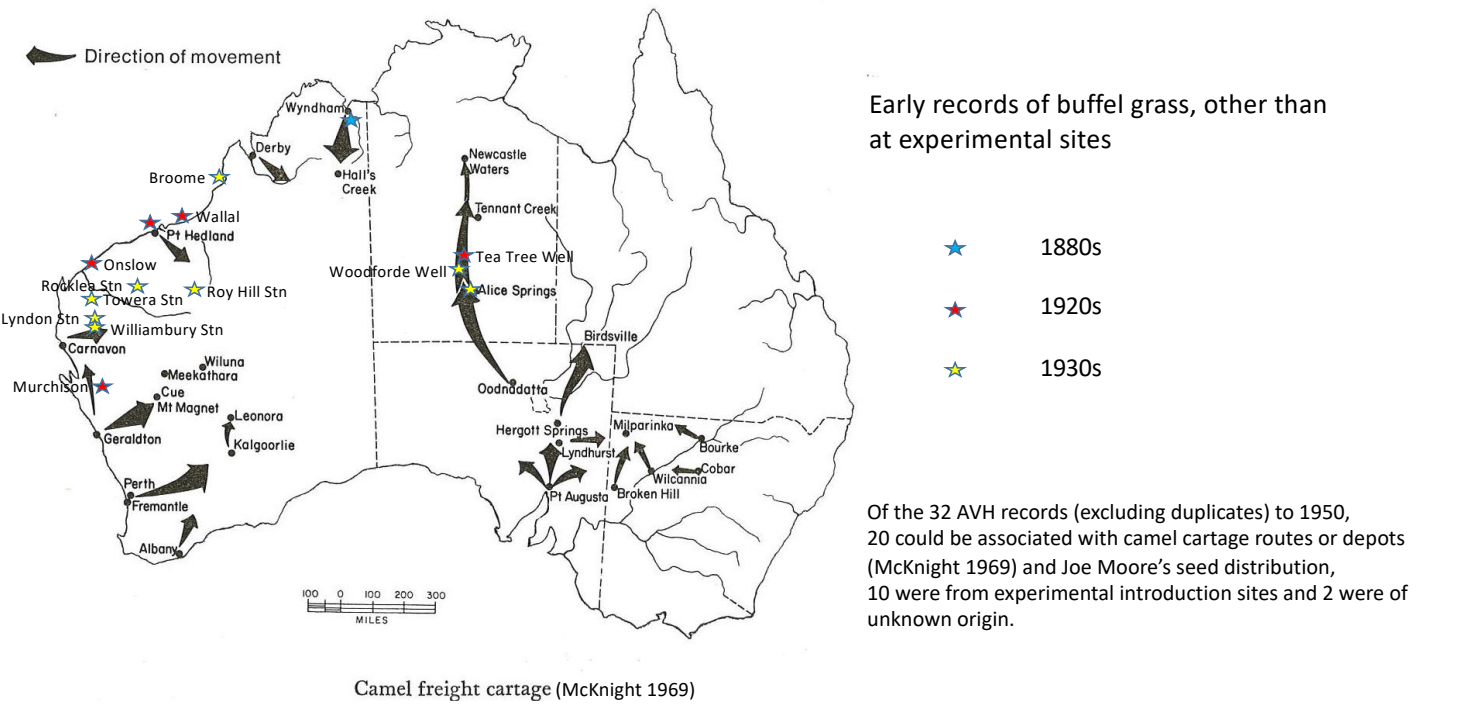 Direction of movement
Wyndham
Derby
Hall's
Creek
Broome
Wallal
Pt Hedland
Onslow
Rocklea Stn
Roy Hill Stn
Towera Stn
Lyndon Stn
Williambury Stn
Carnavon
Wiluna
Meekathara
Murchison
Cue
Mt Magnet
Leonora
Geraldton
Kalgoorlie
Perth
Fremantle
Albany
Newcastle
Waters
Tennant Creek
Tea Tree Well
Woodforde Well
Alice Springs
Birdsville
Oodnadatta
Hergott Springs
Milparinka
Lyndhurst
Bourke
Cobar
Wilcannia
Pt Augusta
Broken Hill
100 0 100 200 300
MILES
Camel freight cartage (McKnight 1969)
Early records of buffel grass, other than
at experimental sites
1880s
1920s
1930s
Of the 32 AVH records (excluding duplicates) to 1950,
20 could be associated with camel cartage routes or depots
(McKnight 1969) and Joe Moore's seed distribution,
10 were from experimental introduction sites and 2 were of
unknown origin.